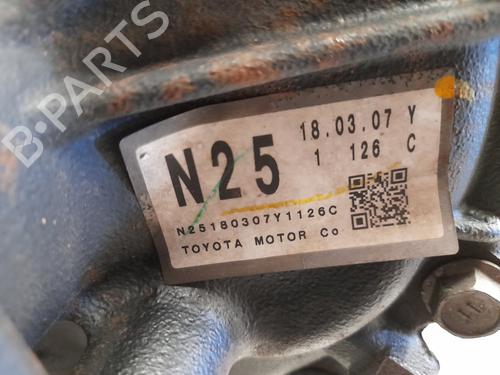 B-PARTS
N25
18.03.07 Y
1 126 C
N25180307Y1126C
TOYOTA MOTOR Co